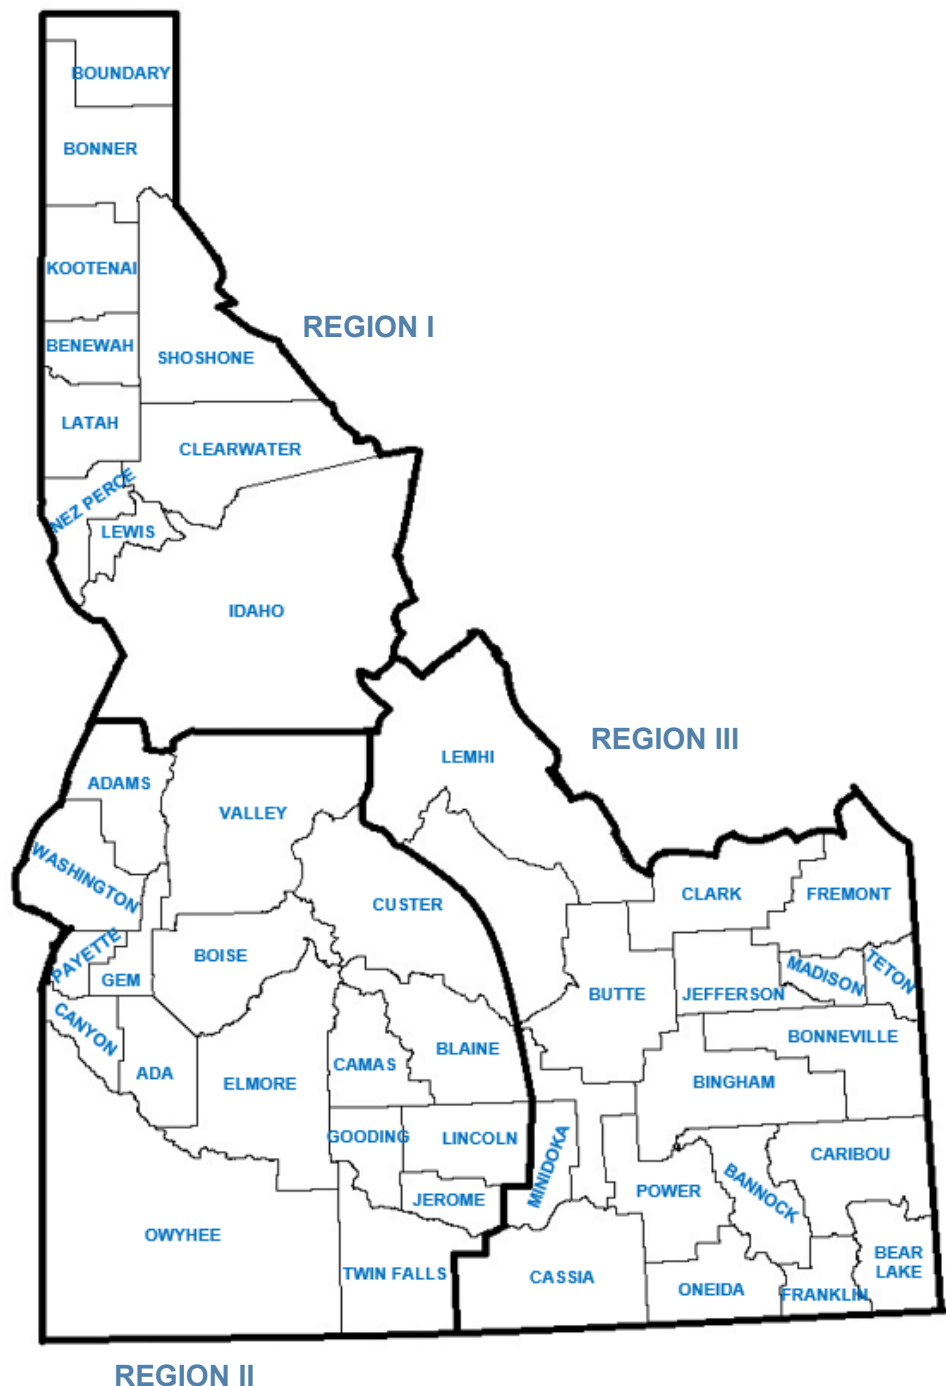 BOUNDARY
BONNER
KOOTENAI
REGION I
BENEWAH
SHOSHONE
LATAH
CLEARWATER
NEZ PERCE
LEWIS
IDAHO
REGION III
LEMHI
ADAMS
VALLEY
WASHINGTON
CUSTER
CLARK
FREMONT
PAYETTE
BOISE
GEM
BUTTE
JEFFERSON
MADISON
TETON
CANYON
ADA
ELMORE
CAMAS
BLAINE
BONNEVILLE
BINGHAM
GOODING
LINCOLN
MINIDOKA
CARIBOU
JEROME
POWER
BANNOCK
OWYHEE
TWIN FALLS
CASSIA
ONEIDA
FRANKLIN
BEAR
LAKE
REGION II